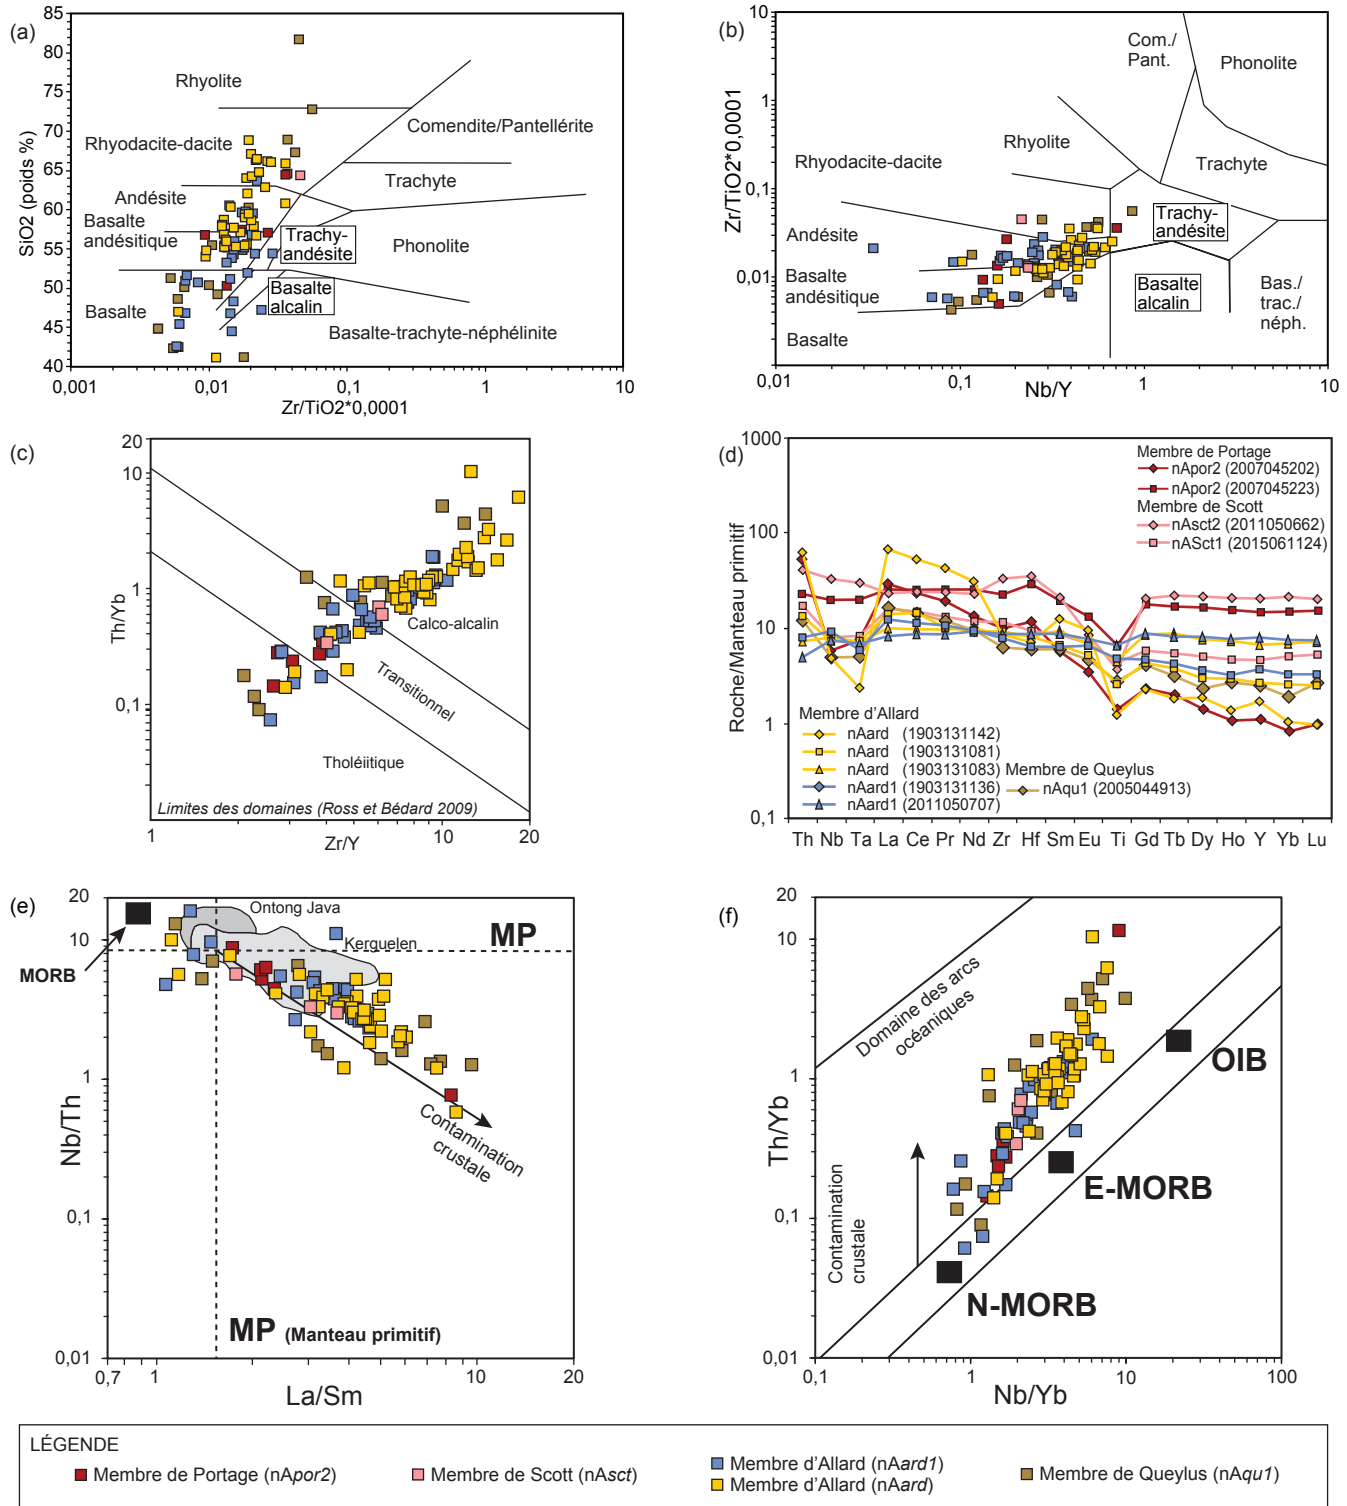 (a)
85
80
75
70
65
60
55
50
45
40
SiO2 (poids %)
Rhyolite
Rhyodacite-dacite
Andésite
Basalte
andésitique
Basalte
Comendite/Pantellérite
Trachyte
Trachy-
andésite
Phonolite
Basalte
alcalin
Basalte-trachyte-néphélinite
0,001
0,01
0,1
1
10
Zr/TiO2*0,0001
(b)
10
1
0,1
0,01
Zr/TiO2*0,0001
Com./
Pant.
Phonolite
Rhyolite
Rhyodacite-dacite
Trachyte
Andésite
Trachy-
andésite
Basalte
andésitique
Basalte
alcalin
Bas./
trac./
néph.
Basalte
0,01
0,1
1
10
Nb/Y
(c)
20
10
1
0,1
Th/Yb
Calco-alcalin
Transitionnel
Tholéiitique
Limites des domaines (Ross et Bédard 2009)
1
10
20
Zr/Y
(d)
1000
100
10
1
0,1
Roche/Manteau primitif
Membre de Portage
nApor2 (2007045202)
nApor2 (2007045223)
Membre de Scott
nAsct2 (2011050662)
nASct1 (2015061124)
Membre d'Allard
nAard (1903131142)
nAard (1903131081)
nAard (1903131083)
nAard1 (1903131136)
nAard1 (2011050707)
Membre de Queylus
nAqu1 (2005044913)
Th Nb Ta La Ce Pr Nd Zr Hf Sm Eu Ti Gd Tb Dy Ho Y Yb Lu
(e)
20
10
1
0,1
0,01
Nb/Th
Ontong Java
Kerguelen
MP
MORB
Contamination
crustale
MP (Manteau primitif)
0,7
1
2
10
20
La/Sm
(f)
20
10
1
0,1
0,01
Th/Yb
Domaine des arcs
océaniques
OIB
E-MORB
N-MORB
Contamination
crustale
0,1
1
10
100
Nb/Yb
LÉGENDE
Membre de Portage (nApor2)
Membre de Scott (nAsct)
Membre d'Allard (nAard1)
Membre d'Allard (nAard)
Membre de Queylus (nAqu1)